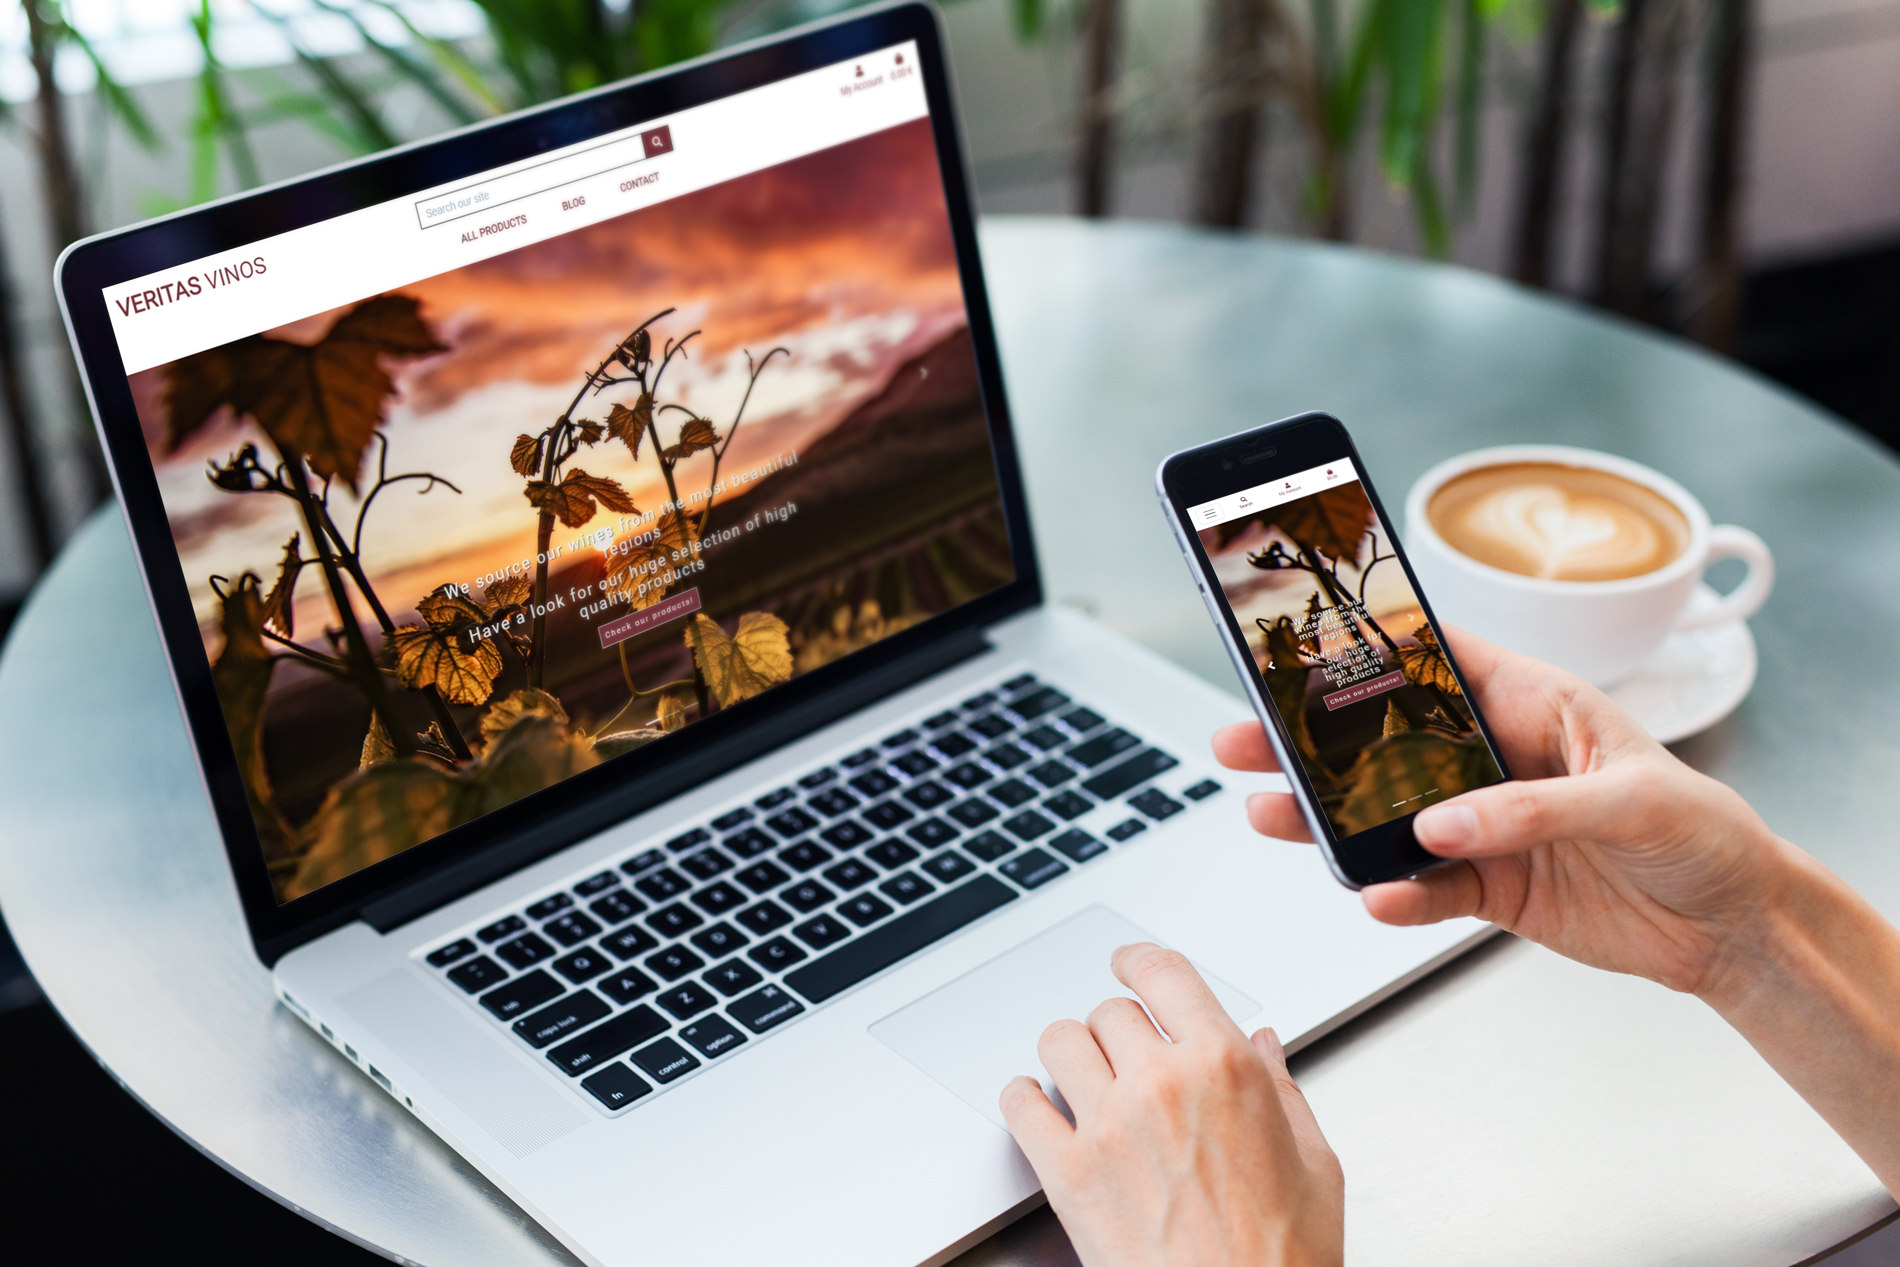 My Account
0.00 €
Search our site
ALL PRODUCTS
BLOG
CONTACT
VERITAS VINOS
We source our wines from the most beautiful
regions
Have a look for our huge selection of high
quality products
Check our products!
Search
My Account
We source our
wines from the
most beautiful
regions
Have a look for
our huge
selection of
high quality
products
Check our products!
tab
caps lock
A
S
D
F
shift
Z
X
C
V
fn
control
option
command